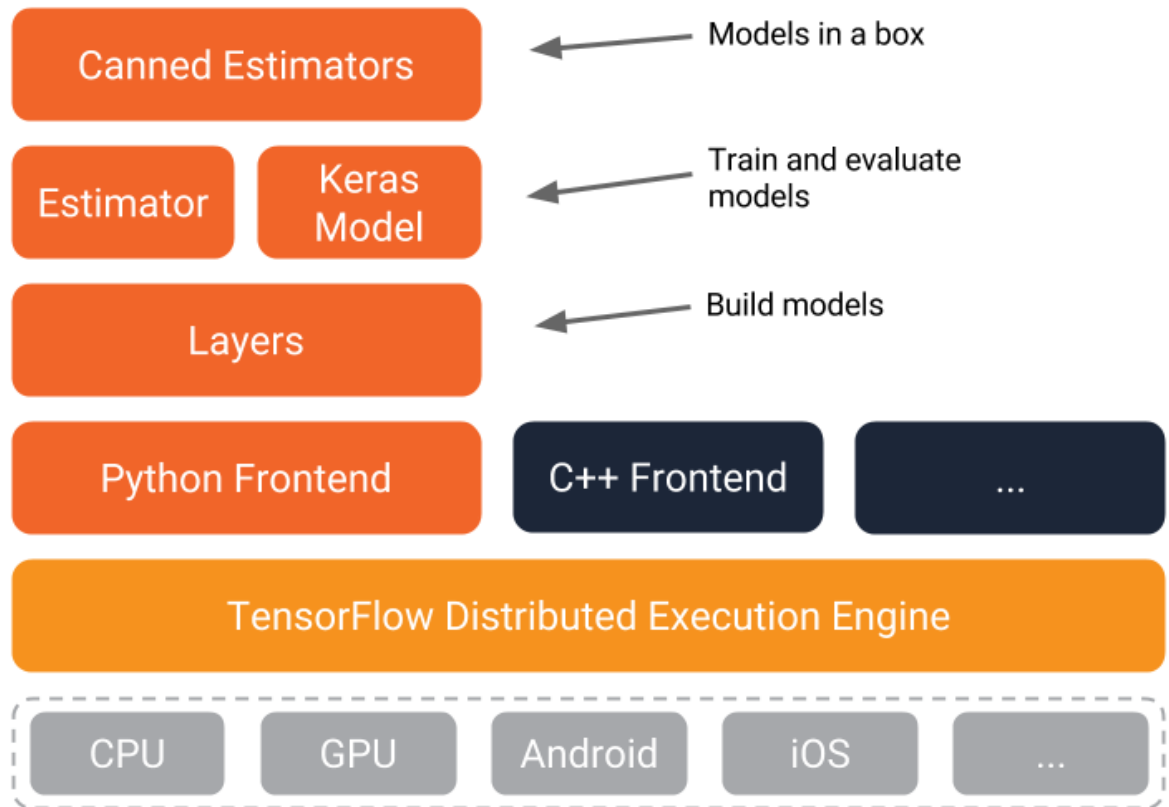 Canned Estimators
Models in a box
Estimator
Keras
Model
Train and evaluate
models
Layers
Build models
Python Frontend
C++ Frontend
...
TensorFlow Distributed Execution Engine
CPU
GPU
Android
iOS
...